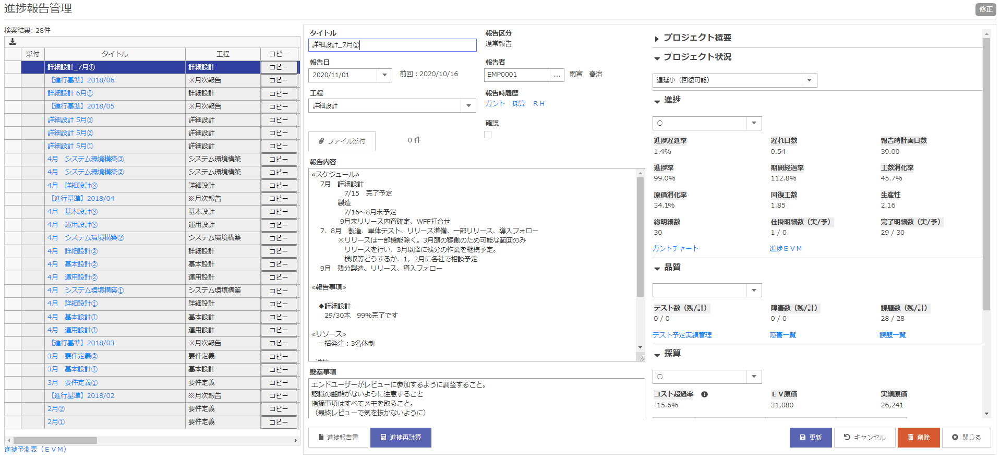 進捗報告管理
修正
検索結果: 28件
添付 タイトル 工程 コピー
詳細設計_7月① 詳細設計 コピー
【進行基準】2018/06 ※月次報告 コピー
詳細設計 6月① 詳細設計 コピー
【進行基準】2018/05 ※月次報告 コピー
詳細設計 5月③ 詳細設計 コピー
詳細設計 5月② 詳細設計 コピー
詳細設計 5月① 詳細設計 コピー
4月　システム環境構築③ システム環境構築 コピー
4月　システム環境構築② システム環境構築 コピー
4月　詳細設計③ 詳細設計 コピー
【進行基準】2018/04 ※月次報告 コピー
4月　基本設計③ 基本設計 コピー
4月　運用設計③ 運用設計 コピー
4月　システム環境構築② システム環境構築 コピー
4月　詳細設計② 詳細設計 コピー
4月　基本設計② 基本設計 コピー
4月　運用設計② 運用設計 コピー
4月　システム環境構築① システム環境構築 コピー
4月　詳細設計① 詳細設計 コピー
4月　基本設計① 基本設計 コピー
4月　運用設計① 運用設計 コピー
【進行基準】2018/03 ※月次報告 コピー
3月　要件定義② 要件定義 コピー
3月　基本設計① 基本設計 コピー
3月　要件定義① 要件定義 コピー
【進行基準】2018/02 ※月次報告 コピー
2月② 要件定義 コピー
2月① 要件定義 コピー
進捗予測表（ＥＶＭ）
タイトル
詳細設計_7月①
報告区分
通常報告
報告日
2020/11/01
前回：2020/10/16
報告者
EMP0001 ... 雨宮　春治
工程
詳細設計
報告時履歴
ガント　採算　ＲＨ
確認
ファイル添付
0 件
報告内容
≪スケジュール≫
7月　詳細設計
7/15　完了予定
製造
7/16～8月末予定
9月末リリース内容確定、WFF打合せ
7、8月　製造、単体テスト、リリース準備、一部リリース、導入フォロー
※リリースは一部機能除く。3月頭の稼働のため可能な範囲のみ
リリースを行い、3月以降に残分の作業を継続予定。
検収等どうするか、1，2月に各社で相談予定
9月　残分製造、リリース、導入フォロー
≪報告事項≫
◆詳細設計
29/30本　99%完了です
≪リソース≫
一括発注：3名体制
懸案事項
エンドユーザーがレビューに参加するように調整すること。
認識の齟齬がないように注意すること
指摘事項はすべてメモを取ること。
（最終レビューで気を抜かないように）
進捗報告書 進捗再計算
プロジェクト概要
プロジェクト状況
遅延小（回復可能）
進捗
○
進捗遅延率 遅れ日数 報告時計画日数
1.4% 0.54 39.00
進捗率 期間経過率 工数消化率
99.0% 112.8% 45.7%
原価消化率 回復工数 生産性
34.1% 1.85 2.16
総明細数 仕掛明細数（実/予） 完了明細数（実/予）
30 1 / 0 29 / 30
ガントチャート 進捗ＥＶＭ
品質
テスト数（残/計） 障害数（残/計） 課題数（残/計）
0 / 0 0 / 0 28 / 28
テスト予定実績管理 障害一覧 課題一覧
採算
○
コスト超過率 ＥＶ原価 実績原価
-15.6% 31,080 26,241
更新 キャンセル 削除 閉じる